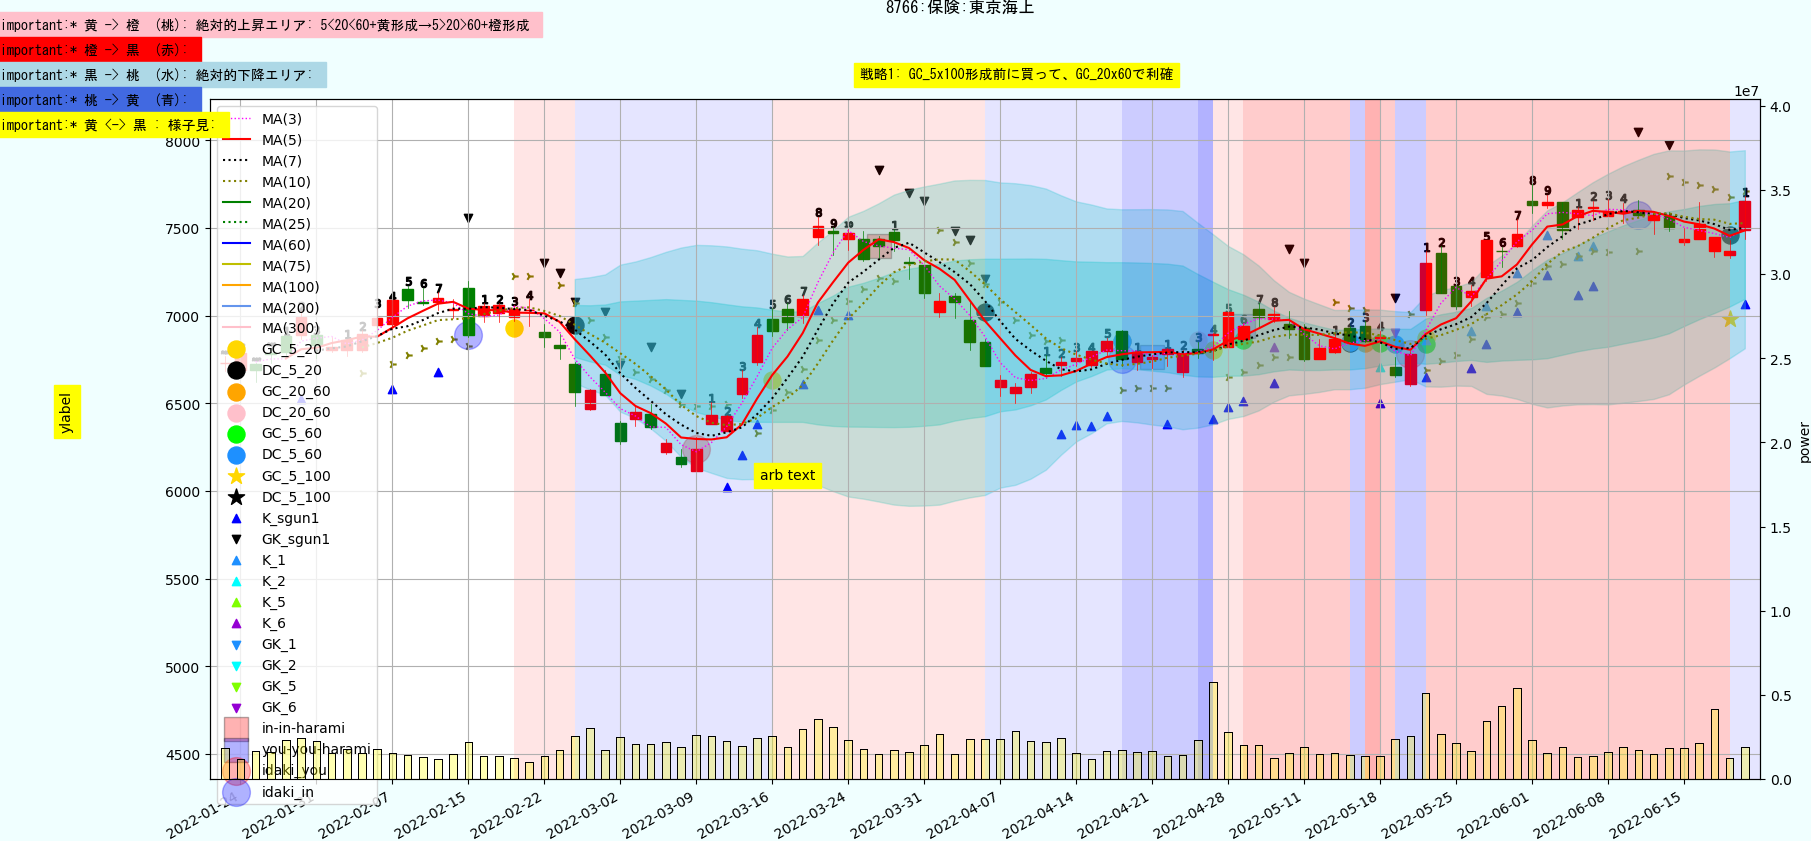 8766:保険:東京海上
important:* 黄 -> 橙 (桃): 絶対的上昇エリア: 5<20<60+黄形成→5>20>60+橙形成
important:* 橙 -> 黒 (赤):
important:* 黒 -> 桃 (水): 絶対的下降エリア:
important:* 桃 -> 黄 (青):
important:* 黄 <-> 黒 : 様子見:
戦略1: GC_5x100形成前に買って、GC_20x60で利確
1e7
MA(3)
MA(5)
MA(7)
MA(10)
MA(20)
MA(25)
MA(60)
MA(75)
MA(100)
MA(200)
MA(300)
GC_5_20
DC_5_20
GC_20_60
DC_20_60
GC_5_60
DC_5_60
GC_5_100
DC_5_100
K_sgun1
GK_sgun1
K_1
K_2
K_5
K_6
GK_1
GK_2
GK_5
GK_6
in-in-harami
you-you-harami
idaki_you
idaki_in
8000
7500
7000
6500
6000
5500
5000
4500
ylabel
arb text
4.0
3.5
3.0
2.5
2.0
1.5
1.0
0.5
0.0
power
2022-01-31
2022-02-07
2022-02-15
2022-02-22
2022-03-02
2022-03-09
2022-03-16
2022-03-24
2022-03-31
2022-04-07
2022-04-14
2022-04-21
2022-04-28
2022-05-11
2022-05-18
2022-05-25
2022-06-01
2022-06-08
2022-06-15